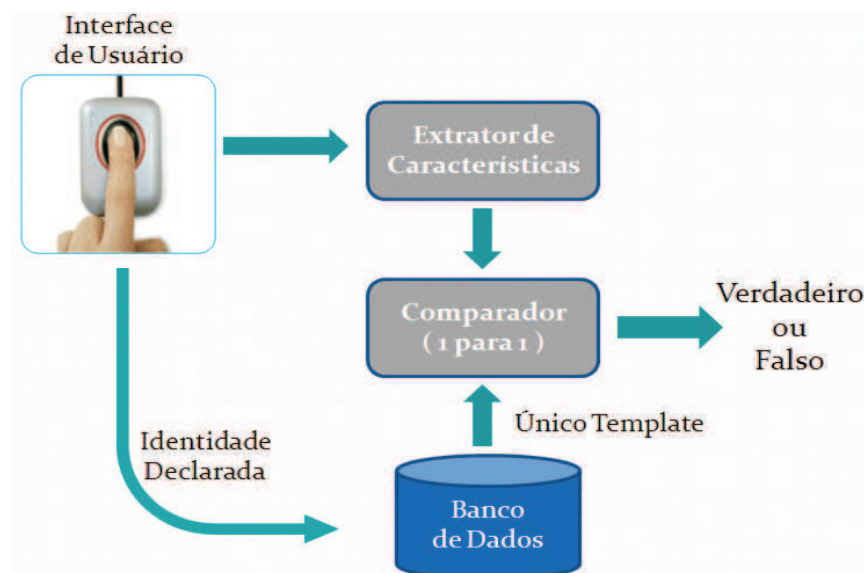 Interface
de Usuário
Extrator de
Características
Comparador
( 1 para 1 )
Verdadeiro
ou
Falso
Único Template
Identidade
Declarada
Banco
de Dados